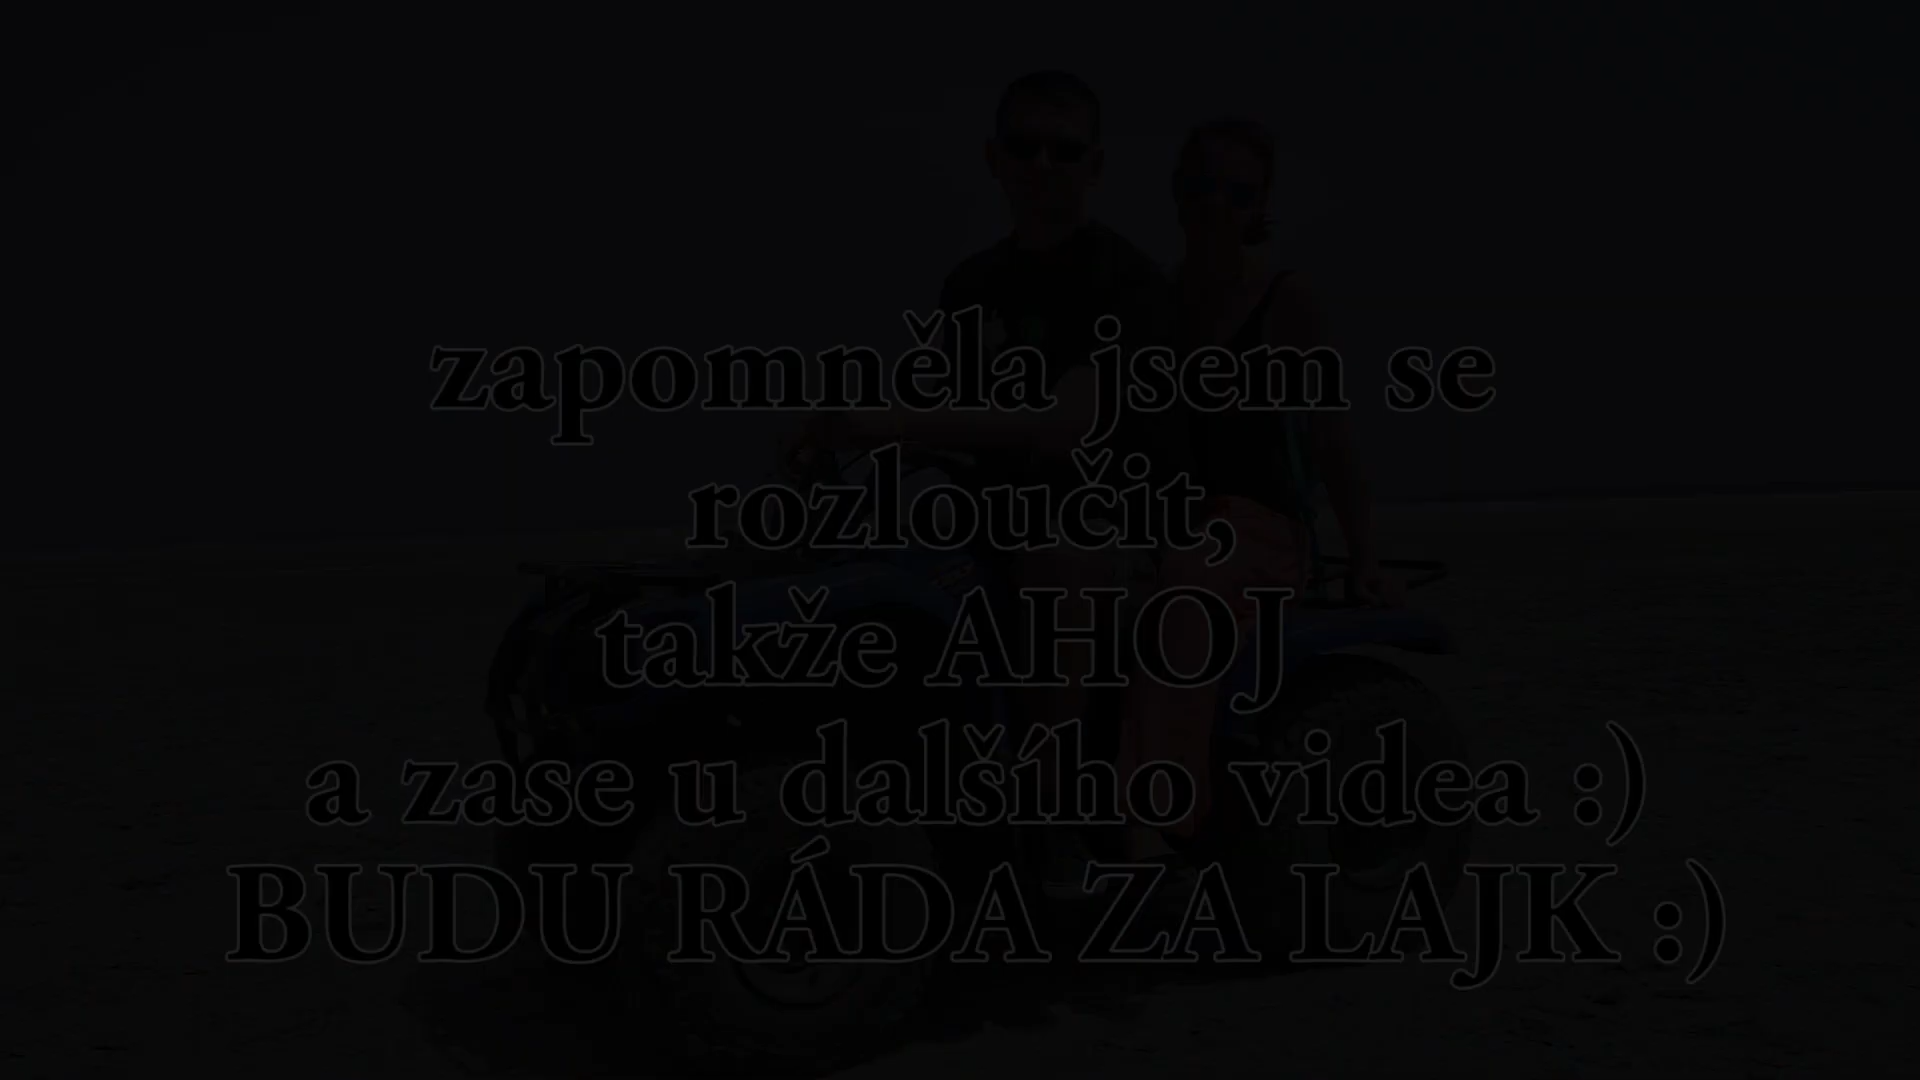 zapomněla jsem se
rozloučit,
takže AHOJ
a zase u dalšího videa :)
BUDU RÁDA ZA LAJK :)